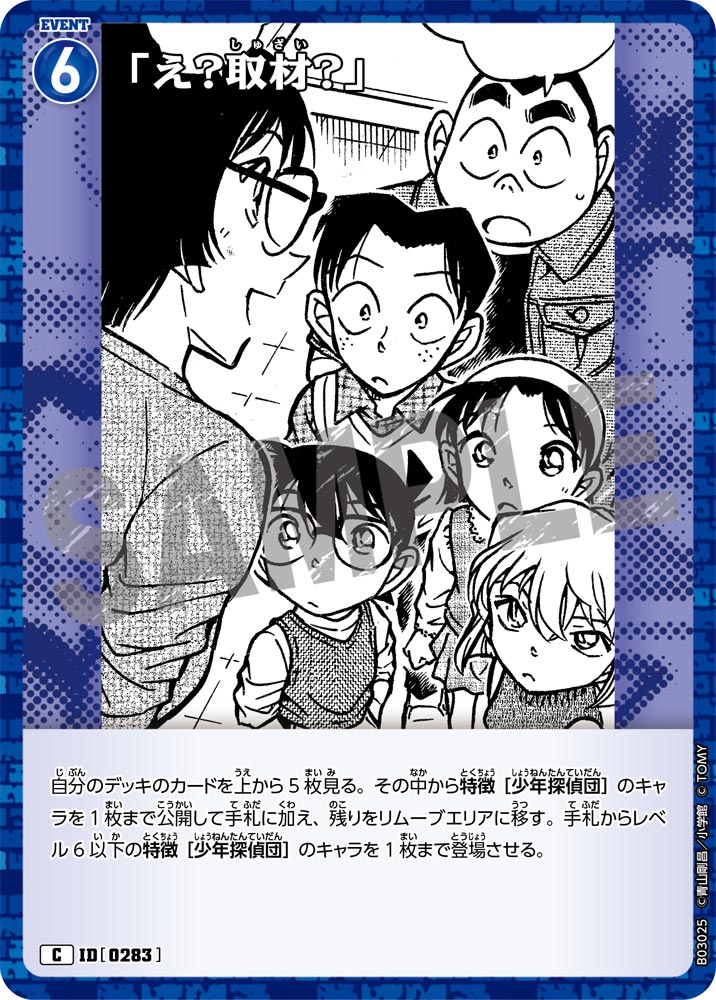 EVENT
6
「え?取材?」
しゅざい
SAMPLE
自分のデッキのカードを上から5枚見る。その中から特徴［少年探偵団］のキャ
ラを1枚まで公開して手札に加え、残りをリムーブエリアに移す。手札からレベ
ル6以下の特徴［少年探偵団］のキャラを1枚まで登場させる。
C ID[0283]
B03025 ©青山剛昌／小学館 © TOMY